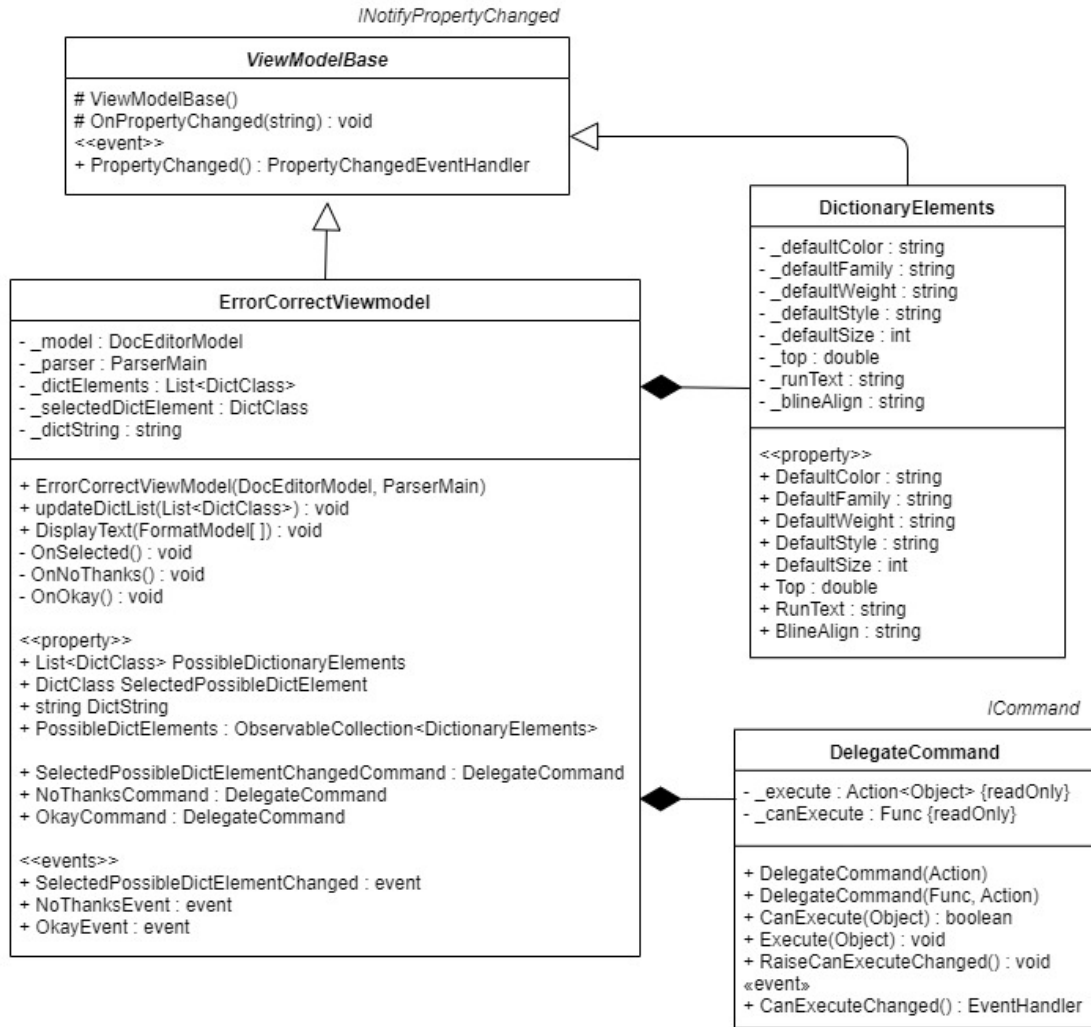 INotifyPropertyChanged
ViewModelBase
# ViewModelBase()
# OnPropertyChanged(string) : void
<<event>>
+ PropertyChanged() : PropertyChangedEventHandler
DictionaryElements
- _defaultColor : string
- _defaultFamily : string
- _defaultWeight : string
- _defaultStyle : string
- _defaultSize : int
- _top : double
- _runText : string
- _blineAlign : string
<<property>>
+ DefaultColor : string
+ DefaultFamily : string
+ DefaultWeight : string
+ DefaultStyle : string
+ DefaultSize : int
+ Top : double
+ RunText : string
+ BlineAlign : string
ErrorCorrectViewmodel
- _model : DocEditorModel
- _parser : ParserMain
- _dictElements : List<DictClass>
- _selectedDictElement : DictClass
- _dictString : string
+ ErrorCorrectViewModel(DocEditorModel, ParserMain)
+ updateDictList(List<DictClass>) : void
+ DisplayText(FormatModel[ ]) : void
- OnSelected() : void
- OnNoThanks() : void
- OnOkay() : void
<<property>>
+ List<DictClass> PossibleDictionaryElements
+ DictClass SelectedPossibleDictElement
+ string DictString
+ PossibleDictElements : ObservableCollection<DictionaryElements>
+ SelectedPossibleDictElementChangedCommand : DelegateCommand
+ NoThanksCommand : DelegateCommand
+ OkayCommand : DelegateCommand
<<events>>
+ SelectedPossibleDictElementChanged : event
+ NoThanksEvent : event
+ OkayEvent : event
ICommand
DelegateCommand
- _execute : Action<Object> {readOnly}
- _canExecute : Func {readOnly}
+ DelegateCommand(Action)
+ DelegateCommand(Func, Action)
+ CanExecute(Object) : boolean
+ Execute(Object) : void
+ RaiseCanExecuteChanged() : void
«event»
+ CanExecuteChanged() : EventHandler